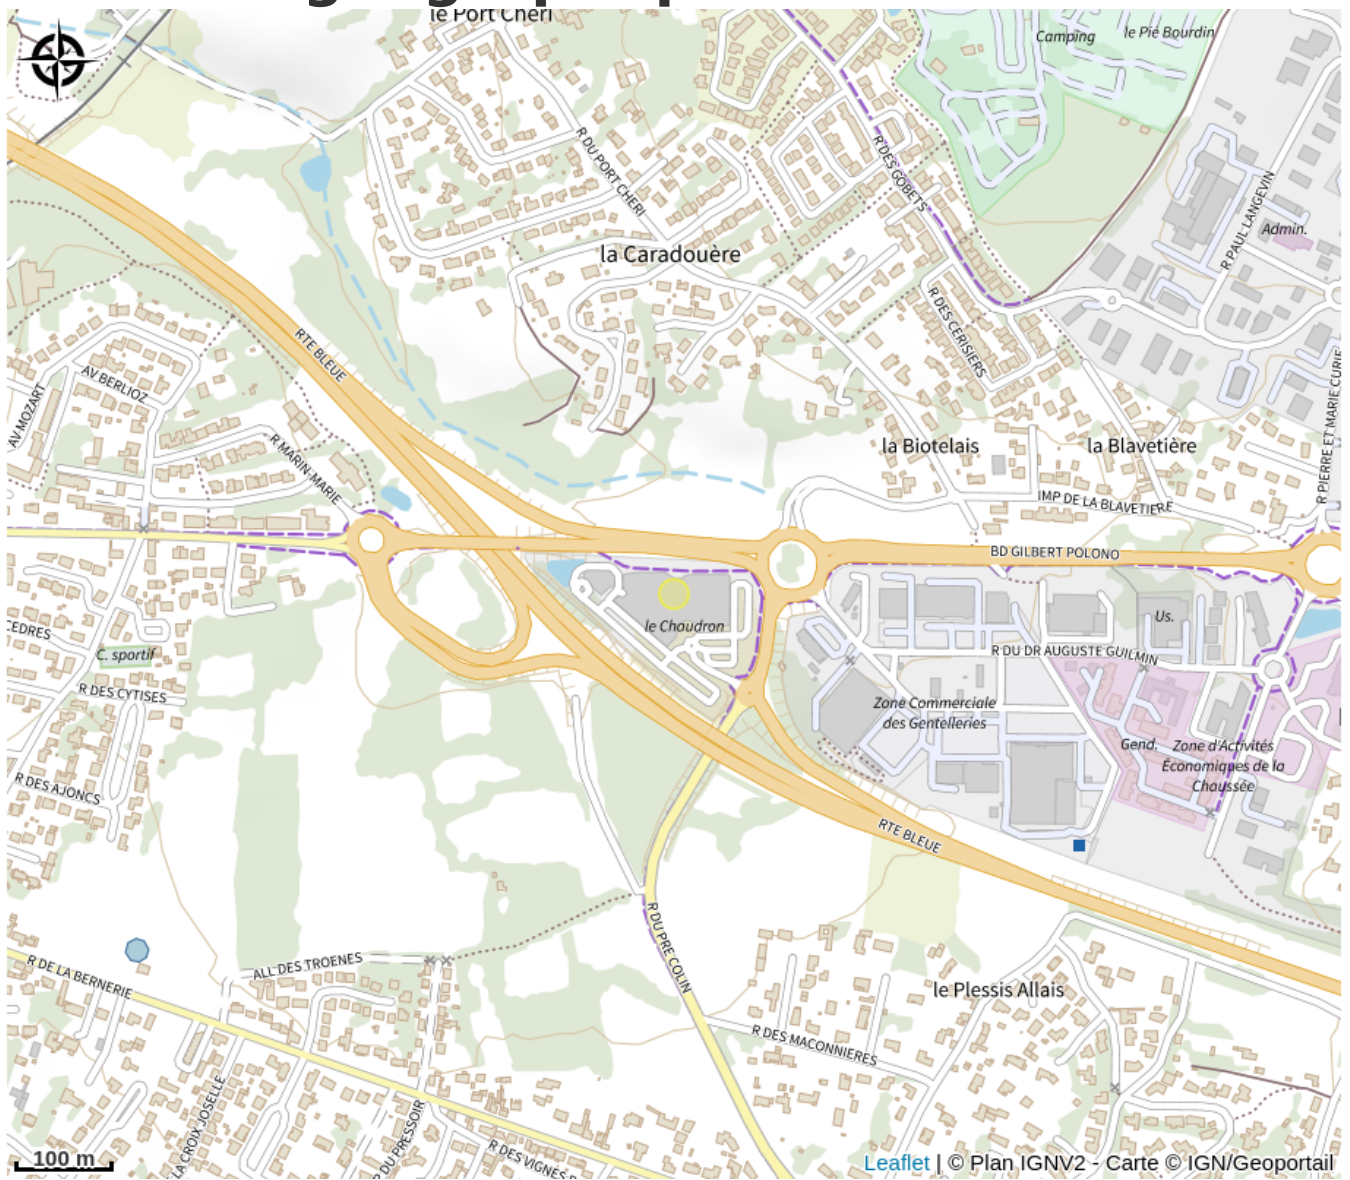 le Port Chéri
Camping
le Pié Bourdin
R DU PORT CHERI
R DES GOBETS
R PAUL LANGEVIN
Admin.
la Caradouère
R DES CERISIERS
RTE BLEUE
AV BERLIOZ
AV MOZART
R MARIN-MARIE
R PIERRE ET MARIE CURIE
la Biotelais
la Blavetière
IMP DE LA BLAVETIERE
BD GILBERT POLONO
le Chaudron
Us.
CEDRES
C. sportif
R DU DR AUGUSTE GUILMIN
R DES CYTISES
Zone Commerciale
des Gentelleries
Gend.
Zone d'Activités
Économiques de la
Chaussée
R DES AJONCS
RTE BLEUE
R DU PRE COLIN
R DE LA BERNERIE
ALL DES TROENES
le Plessis Allais
R DES MACONNIERES
LA CROIX JOSELLE
DU PRESSOIR
R DES VIGNES
100 m
Leaflet | © Plan IGNV2 - Carte © IGN/Geoportail